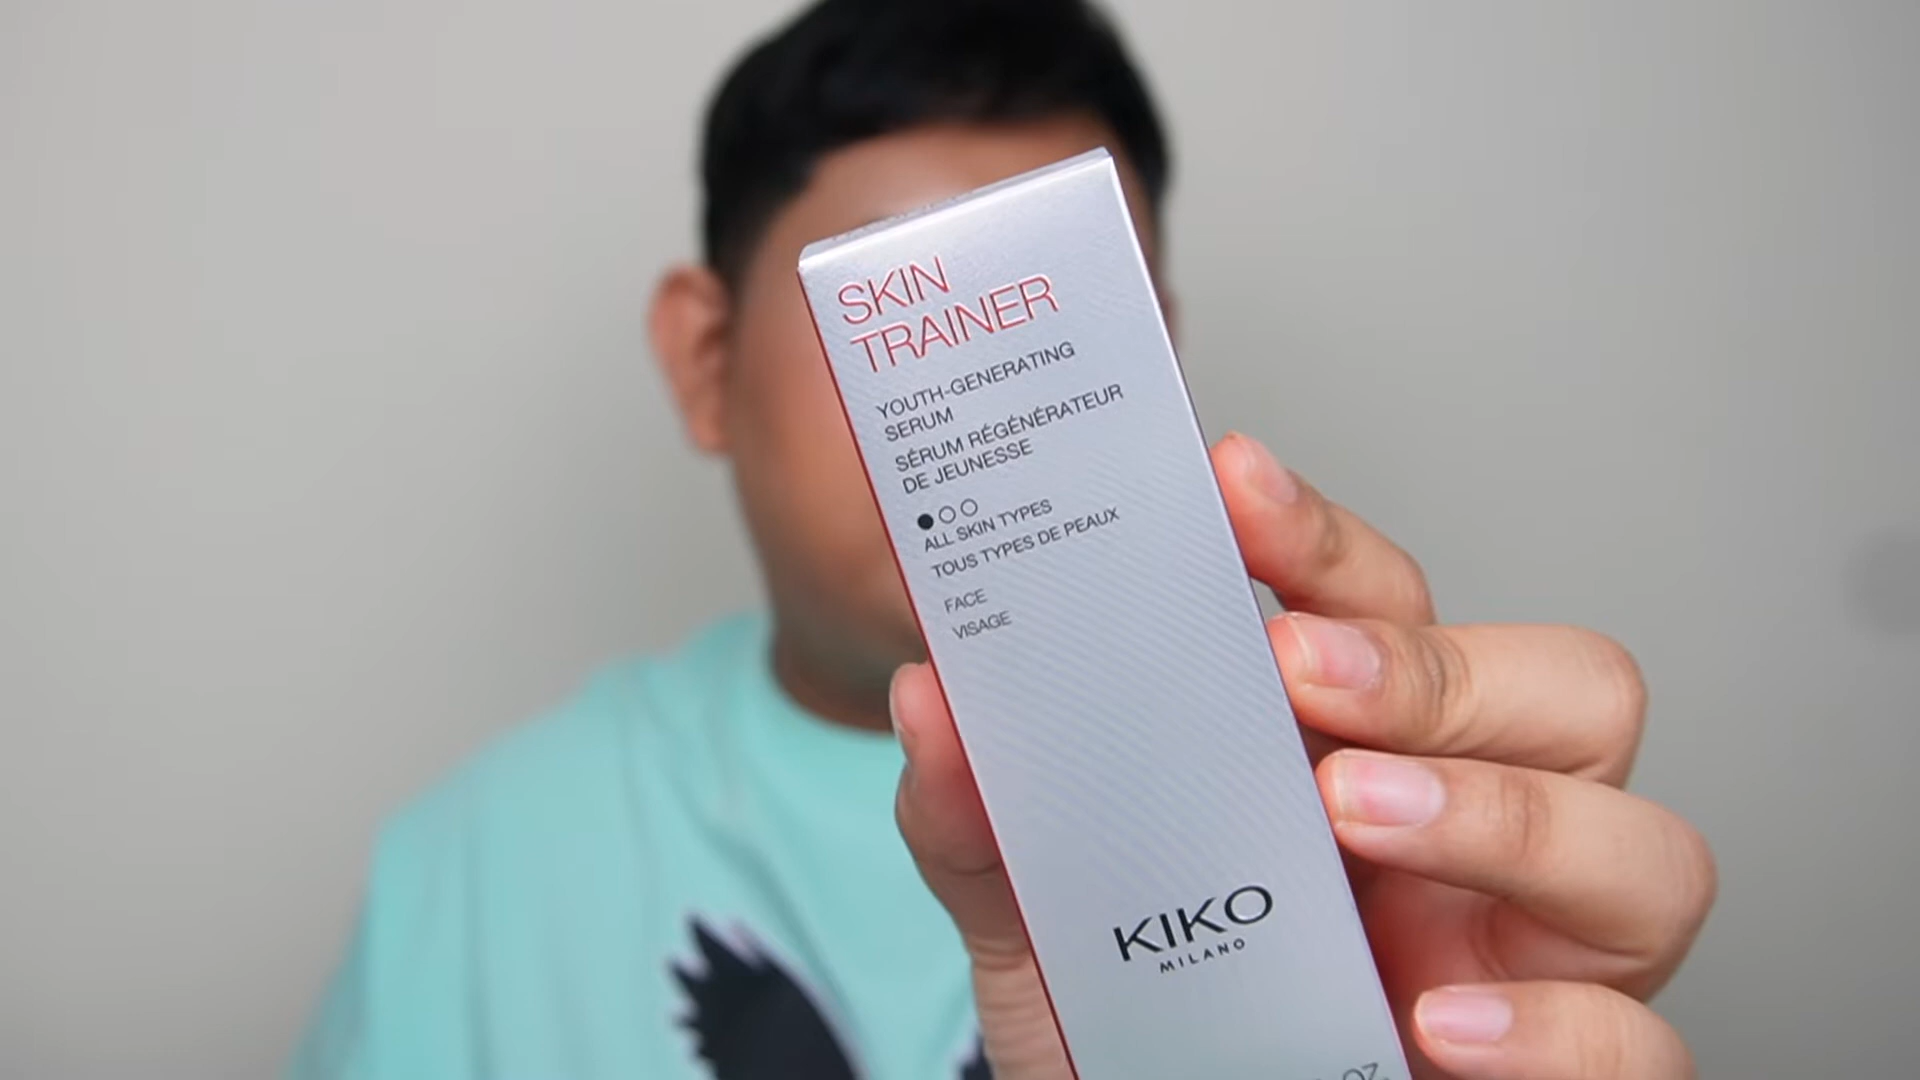 SKIN
TRAINER
YOUTH-GENERATING
SERUM
SÉRUM RÉGÉNÉRATEUR
DE JEUNESSE
ALL SKIN TYPES
TOUS TYPES DE PEAUX
FACE
VISAGE
KIKO
MILANO
OZ.